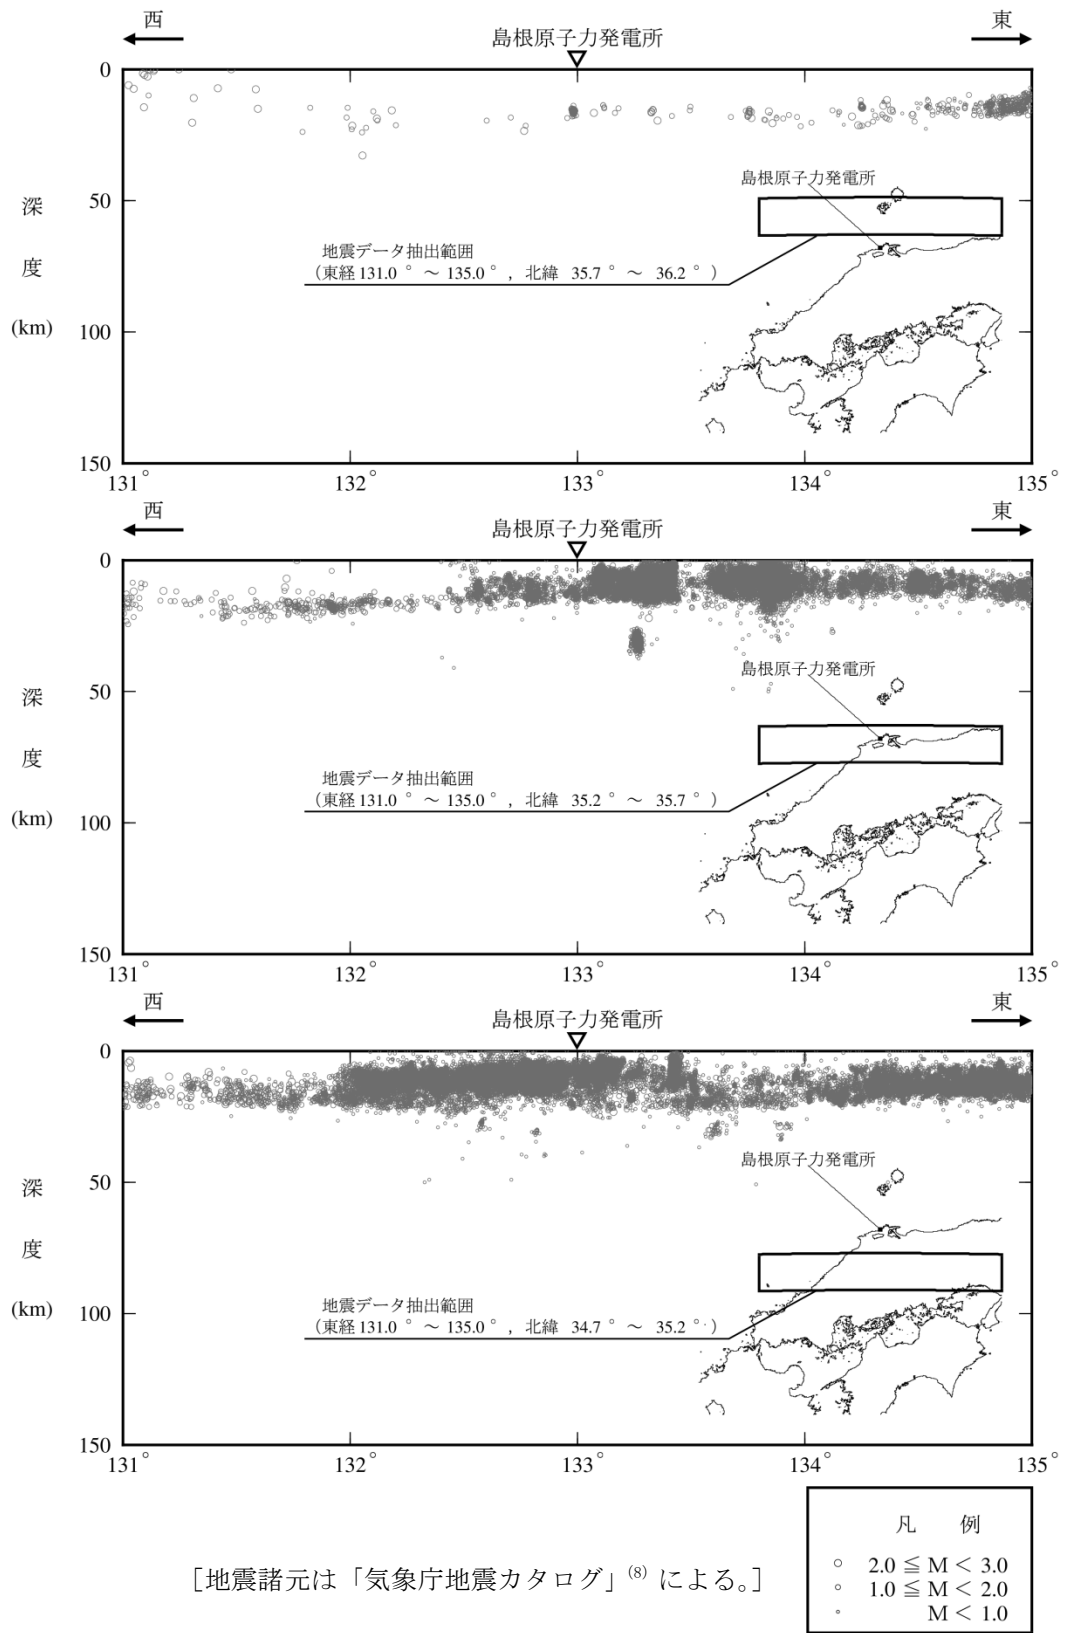 西 島根原子力発電所 東
0
50
100
150
深
度
(km)
島根原子力発電所
地震データ抽出範囲
(東経 131.0 ° ～ 135.0 ° , 北緯 35.7 ° ～ 36.2 ° )
131° 132° 133° 134° 135°
西 島根原子力発電所 東
0
50
100
150
深
度
(km)
島根原子力発電所
地震データ抽出範囲
(東経 131.0 ° ～ 135.0 ° , 北緯 35.2 ° ～ 35.7 ° )
131° 132° 133° 134° 135°
西 島根原子力発電所 東
0
50
100
150
深
度
(km)
島根原子力発電所
地震データ抽出範囲
(東経 131.0 ° ～ 135.0 ° , 北緯 34.7 ° ～ 35.2 ° )
131° 132° 133° 134° 135°
凡 例
2.0 ≦ M < 3.0
1.0 ≦ M < 2.0
M < 1.0
［地震諸元は「気象庁地震カタログ」(8) による。］